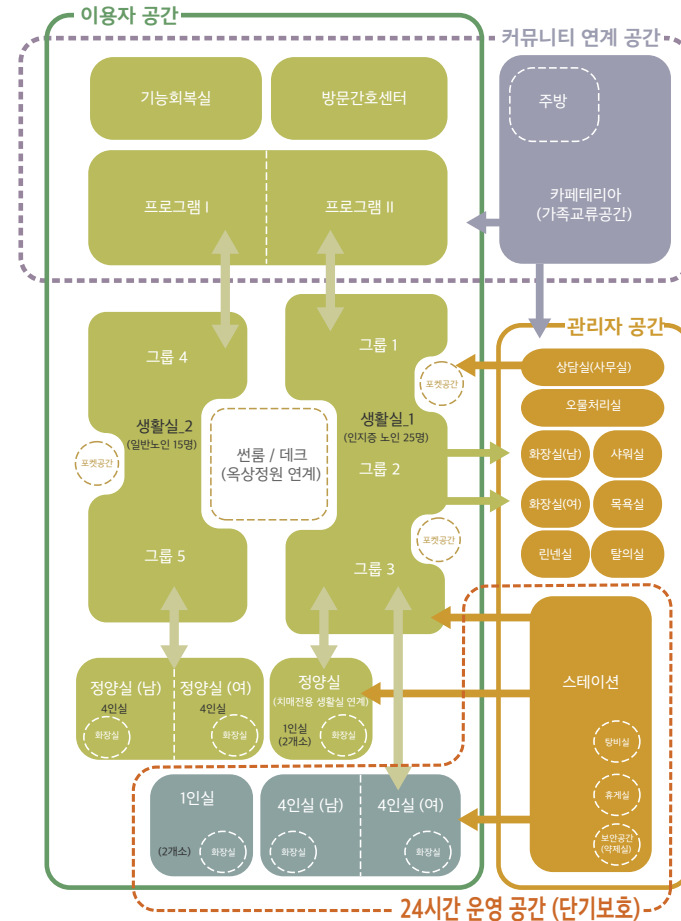 이용자 공간
커뮤니티 연계 공간
기능회복실
방문간호센터
주방
프로그램 I
프로그램 II
카페테리아
(가족교류공간)
관리자 공간
그룹 4
그룹 1
상담실(사무실)
포켓공간
오물처리실
생활실_2
(일반노인 15명)
생활실_1
(인지증 노인 25명)
썬룸 / 데크
(옥상정원 연계)
포켓공간
그룹 2
화장실(남)
샤워실
화장실(여)
목욕실
포켓공간
그룹 5
그룹 3
린넨실
탈의실
정양실 (남)
4인실
화장실
정양실 (여)
4인실
화장실
정양실
(치매전용 생활실 연계)
1인실
(2개소)
화장실
스테이션
탕비실
휴게실
보안공간
(약제실)
1인실
(2개소)
화장실
4인실 (남)
화장실
4인실 (여)
화장실
24시간 운영 공간 (단기보호)